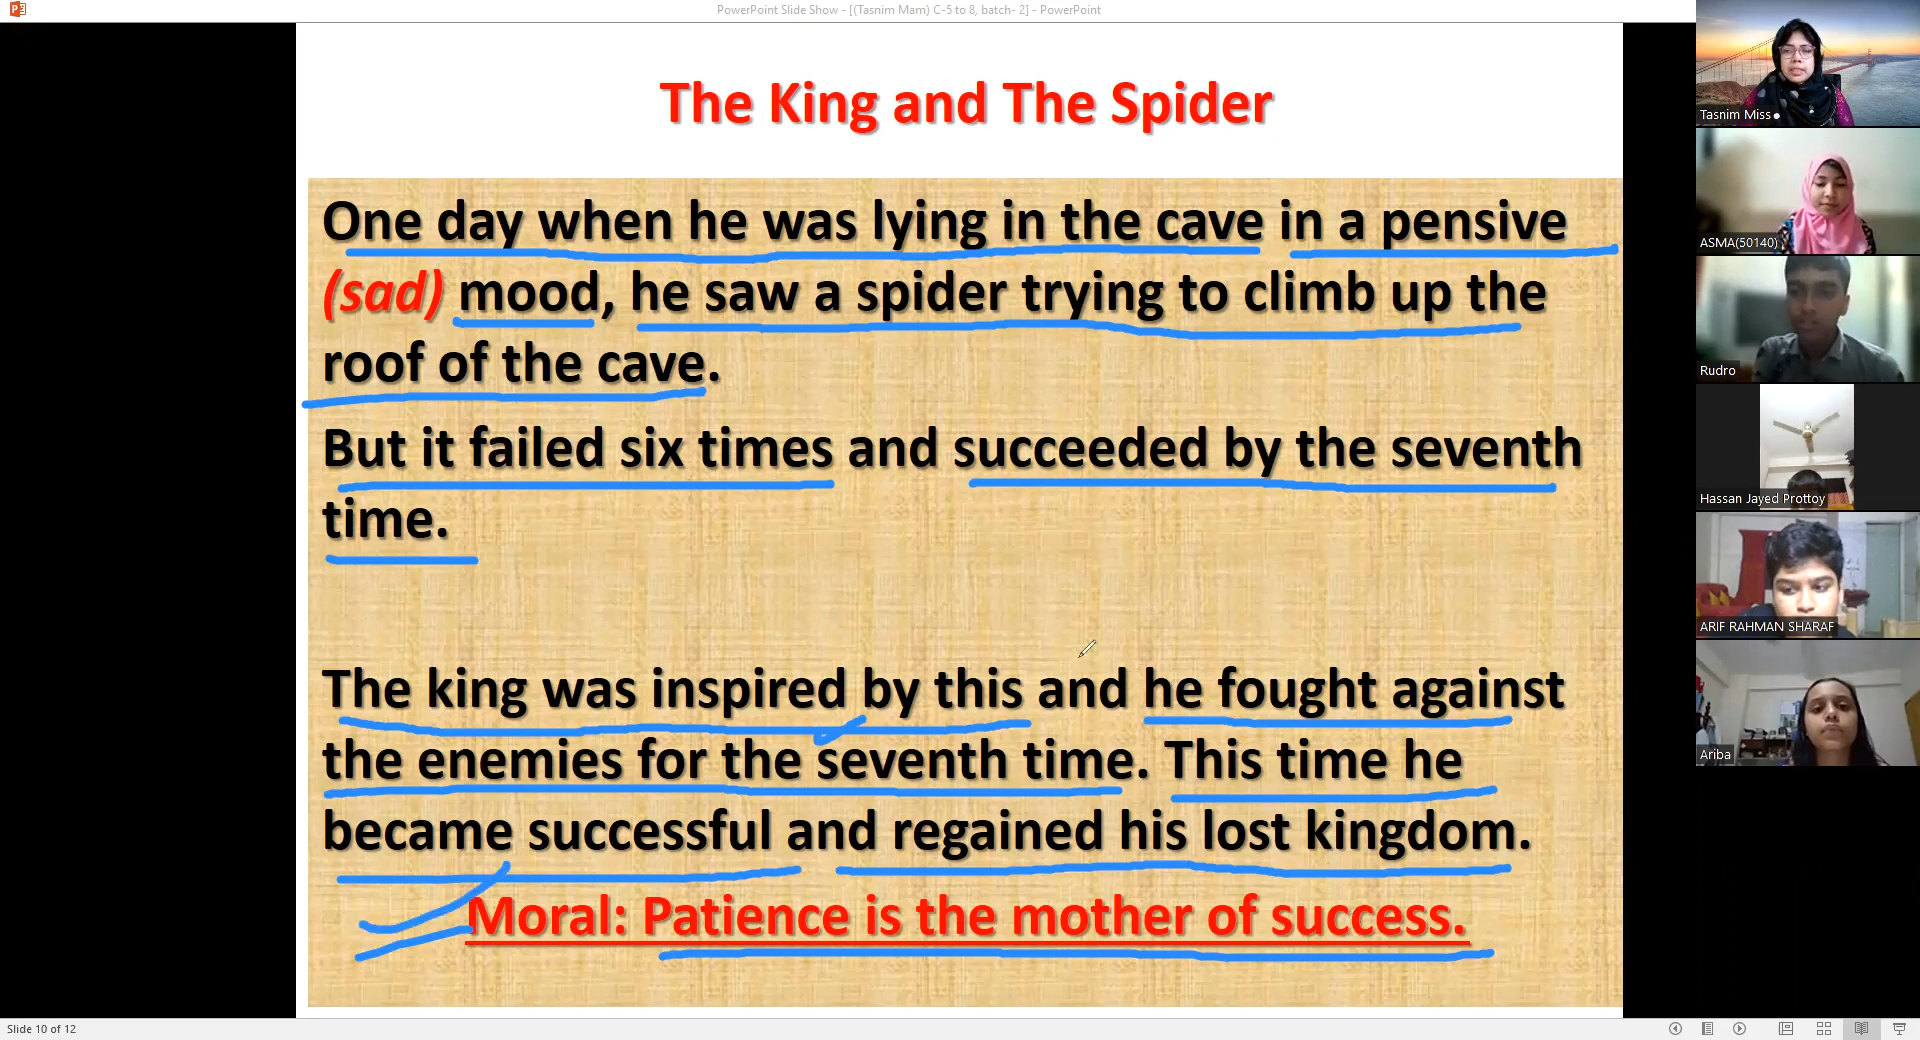 PowerPoint Slide Show - [(Tasnim Mam) C-5 to 8, batch- 2] - PowerPoint
The King and The Spider
One day when he was lying in the cave in a pensive
(sad) mood, he saw a spider trying to climb up the
roof of the cave.
But it failed six times and succeeded by the seventh
time.
The king was inspired by this and he fought against
the enemies for the seventh time. This time he
became successful and regained his lost kingdom.
Moral: Patience is the mother of success.
Tasnim Miss
ASMA(50140)
Rudro
Hassan Jayed Prottoy
ARIF RAHMAN SHARAF
Ariba
Slide 10 of 12